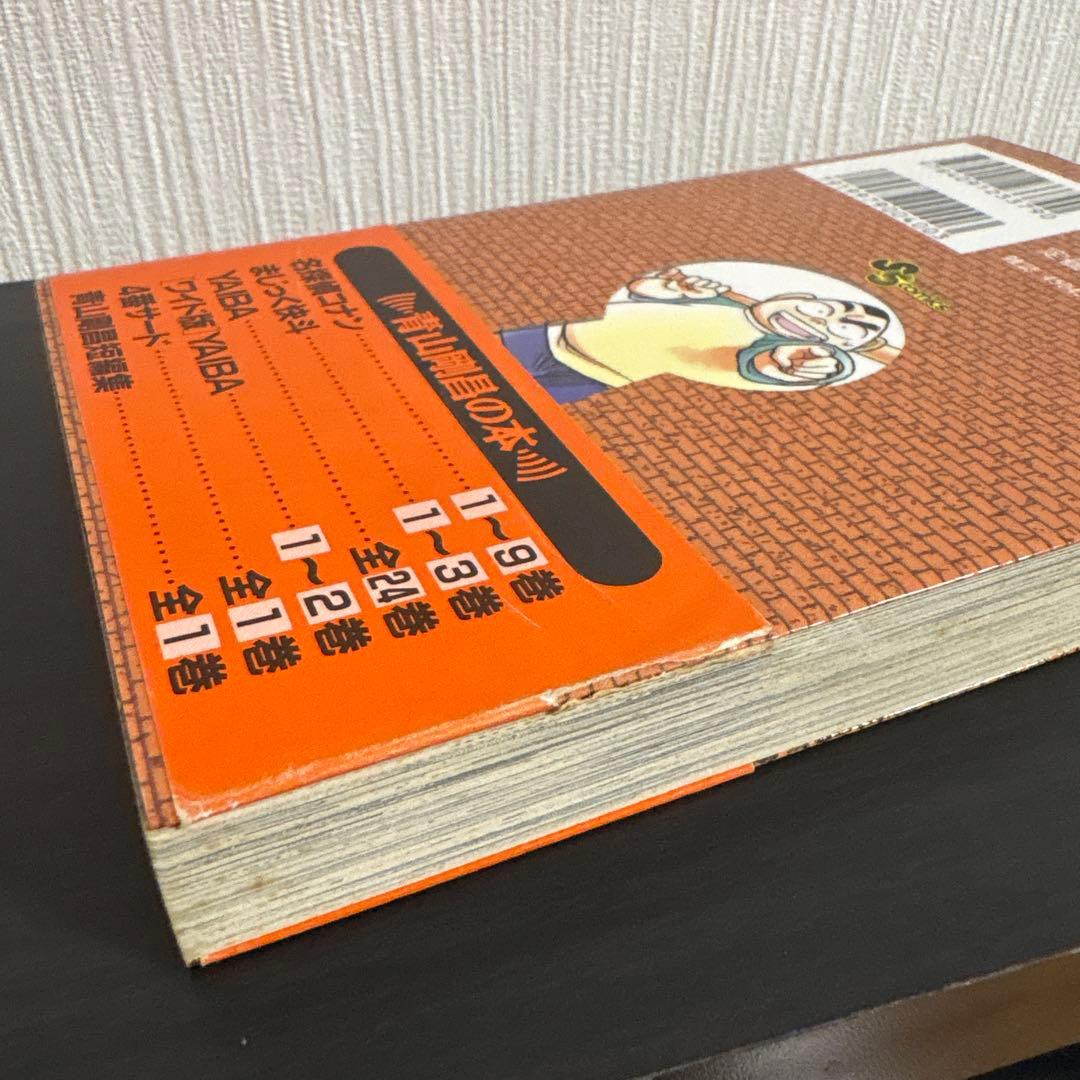 青山剛昌の本
名探偵コナン 1〜9巻
まじっく快斗 1〜3巻
YAIBA 全24巻
ワイド版 YAIBA 1〜2巻
4番サード 全1巻
青山剛昌短編集 全1巻